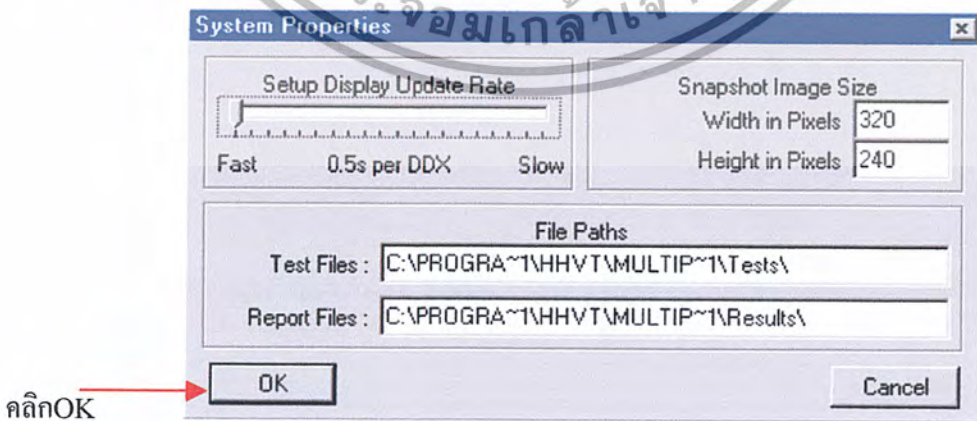 System Properties
Setup Display Update Rate
Fast 0.5s per DDX Slow
Snapshot Image Size
Width in Pixels 320
Height in Pixels 240
File Paths
Test Files : C:\PROGRA~1\HHVT\MULTIP~1\Tests\
Report Files : C:\PROGRA~1\HHVT\MULTIP~1\Results\
OK Cancel
คลิกOK